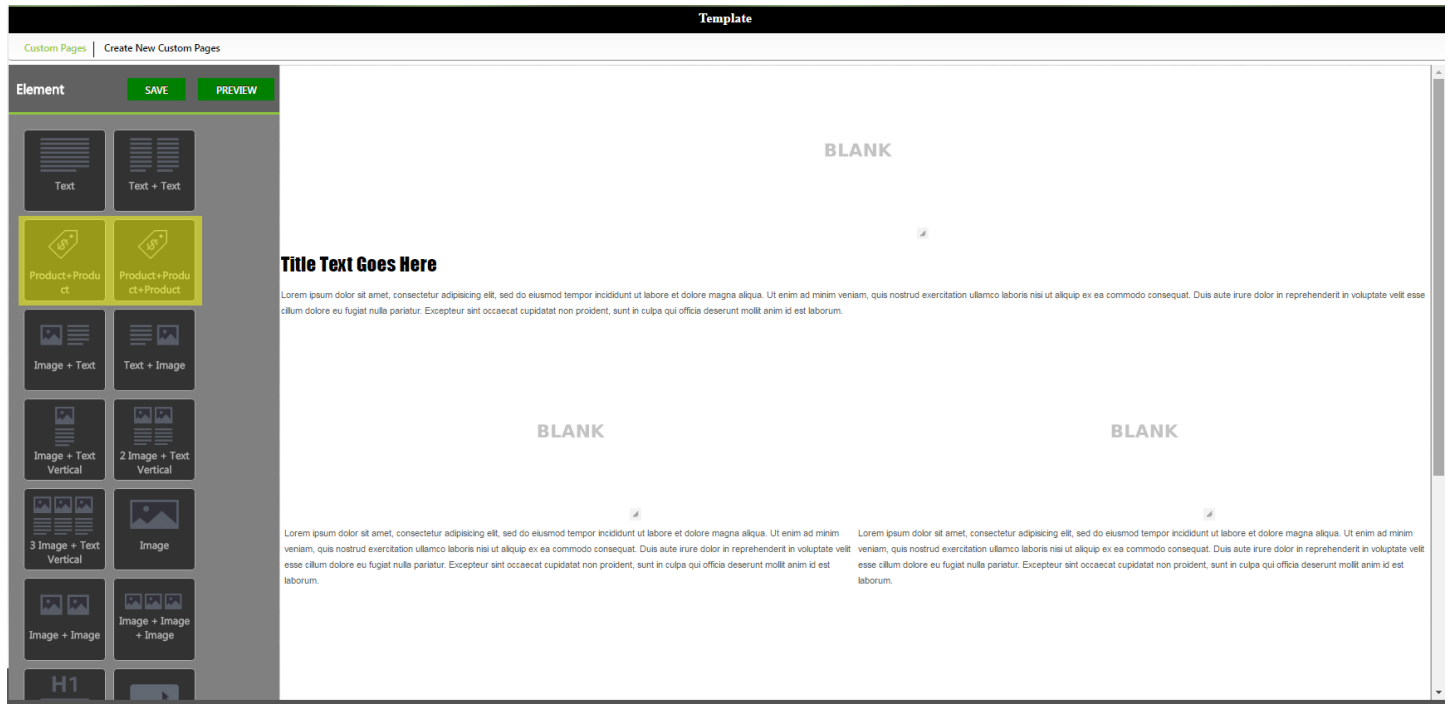 Template
Custom Pages
Create New Custom Pages
Element
SAVE
PREVIEW
Text
Text + Text
Product+Produ
ct
Product+Produ
ct+Product
Image + Text
Text + Image
Image + Text
Vertical
2 Image + Text
Vertical
3 Image + Text
Vertical
Image
Image + Image
Image + Image
+ Image
H1
BLANK
Title Text Goes Here
Lorem ipsum dolor sit amet, consectetur adipisicing elit, sed do eiusmod tempor incididunt ut labore et dolore magna aliqua. Ut enim ad minim veniam, quis nostrud exercitation ullamco laboris nisi ut aliquip ex ea commodo consequat. Duis aute irure dolor in reprehenderit in voluptate velit esse
cillum dolore eu fugiat nulla pariatur. Excepteur sint occaecat cupidatat non proident, sunt in culpa qui officia deserunt mollit anim id est laborum.
BLANK
Lorem ipsum dolor sit amet, consectetur adipisicing elit, sed do eiusmod tempor incididunt ut labore et dolore magna aliqua. Ut enim ad minim
veniam, quis nostrud exercitation ullamco laboris nisi ut aliquip ex ea commodo consequat. Duis aute irure dolor in reprehenderit in voluptate velit
esse cillum dolore eu fugiat nulla pariatur. Excepteur sint occaecat cupidatat non proident, sunt in culpa qui officia deserunt mollit anim id est
laborum.
BLANK
Lorem ipsum dolor sit amet, consectetur adipisicing elit, sed do eiusmod tempor incididunt ut labore et dolore magna aliqua. Ut enim ad minim
veniam, quis nostrud exercitation ullamco laboris nisi ut aliquip ex ea commodo consequat. Duis aute irure dolor in reprehenderit in voluptate velit
esse cillum dolore eu fugiat nulla pariatur. Excepteur sint occaecat cupidatat non proident, sunt in culpa qui officia deserunt mollit anim id est
laborum.